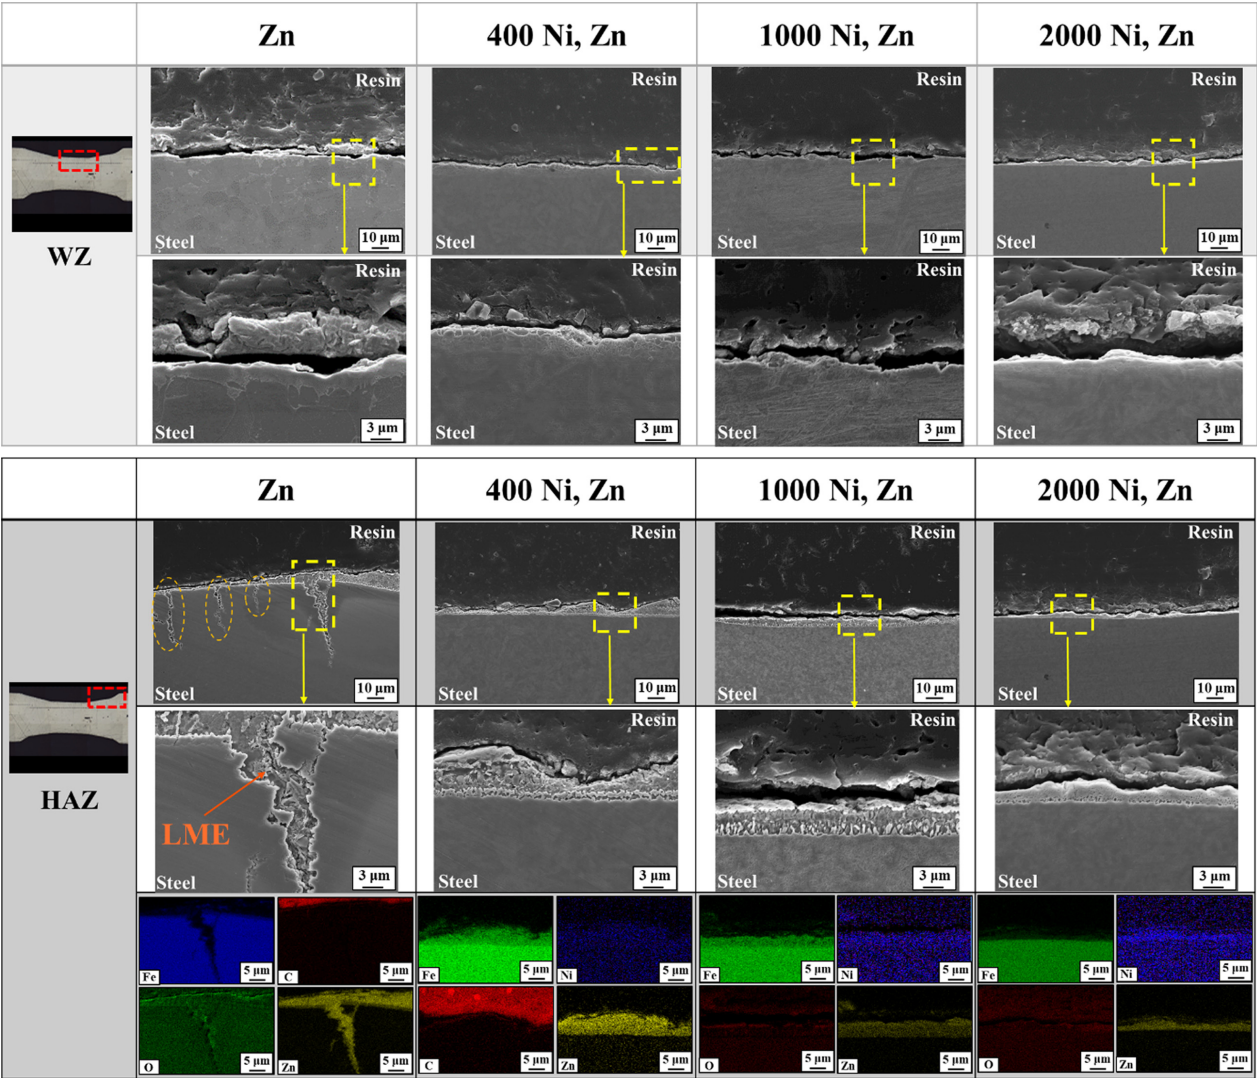 Zn
400 Ni, Zn
1000 Ni, Zn
2000 Ni, Zn
WZ
Resin
Steel
10 μm
Resin
Steel
10 μm
Resin
Steel
10 μm
Resin
Steel
10 μm
Resin
Steel
3 μm
Resin
Steel
3 μm
Resin
Steel
3 μm
Resin
Steel
3 μm
Zn
400 Ni, Zn
1000 Ni, Zn
2000 Ni, Zn
HAZ
Resin
Steel
10 μm
Resin
Steel
10 μm
Resin
Steel
10 μm
Resin
Steel
10 μm
LME
Steel
3 μm
Resin
Steel
3 μm
Resin
Steel
3 μm
Resin
Steel
3 μm
Fe
5 μm
C
5 μm
Fe
5 μm
Ni
5 μm
Fe
5 μm
Ni
5 μm
Fe
5 μm
Ni
5 μm
O
5 μm
Zn
5 μm
C
5 μm
Zn
5 μm
O
5 μm
Zn
5 μm
O
5 μm
Zn
5 μm